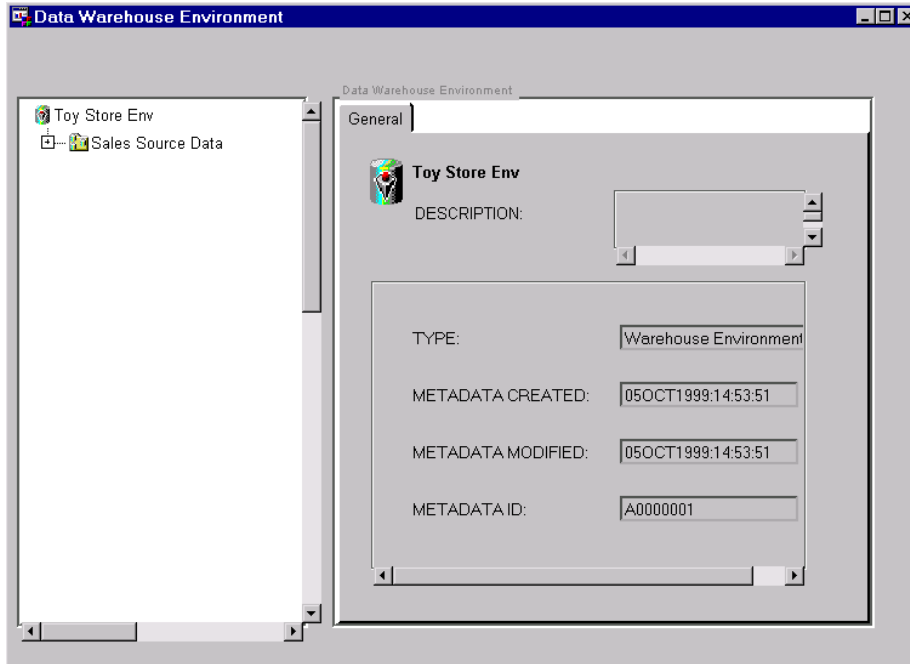 Data Warehouse Environment
Toy Store Env
Sales Source Data
Data Warehouse Environment
General
Toy Store Env
DESCRIPTION:
TYPE: Warehouse Environment
METADATA CREATED: 05OCT1999:14:53:51
METADATA MODIFIED: 05OCT1999:14:53:51
METADATA ID: A0000001